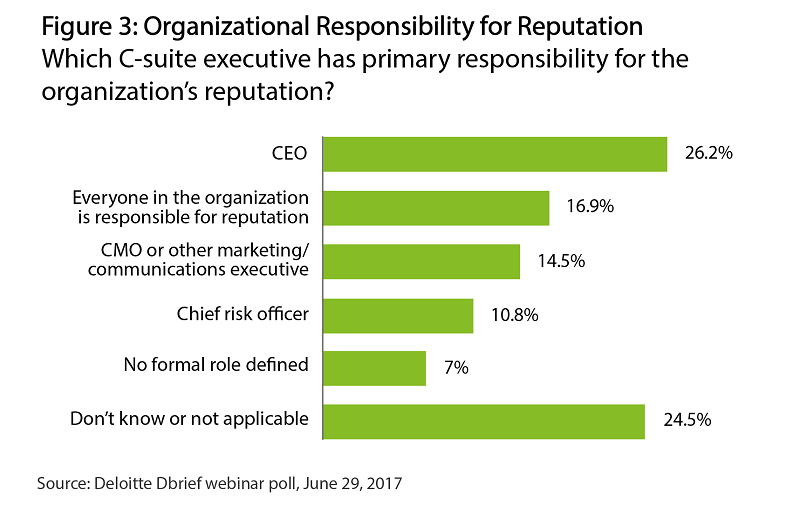 Figure 3: Organizational Responsibility for Reputation
Which C-suite executive has primary responsibility for the
organization’s reputation?
CEO
26.2%
Everyone in the organization
is responsible for reputation
16.9%
CMO or other marketing/
communications executive
14.5%
Chief risk officer
10.8%
No formal role defined
7%
Don’t know or not applicable
24.5%
Source: Deloitte Dbrief webinar poll, June 29, 2017